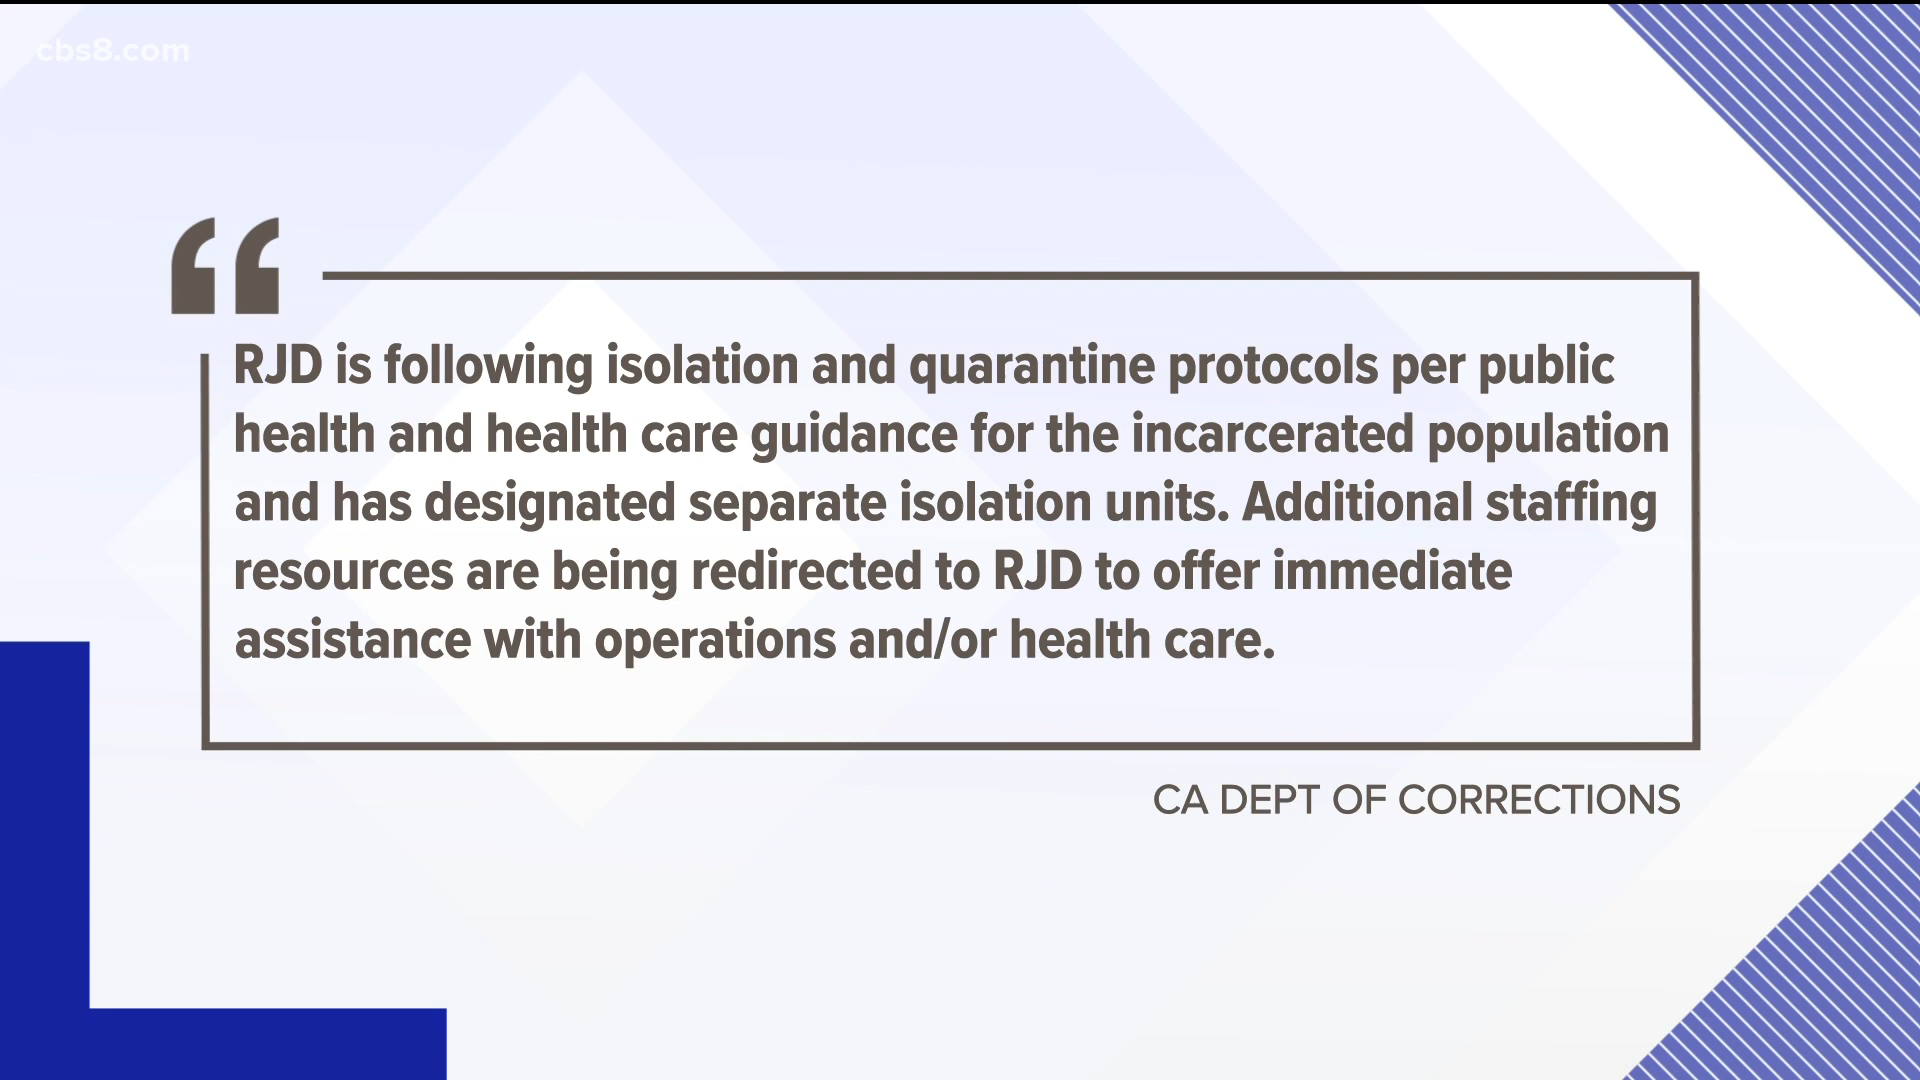 cbs8.com
“
RJD is following isolation and quarantine protocols per public
health and health care guidance for the incarcerated population
and has designated separate isolation units. Additional staffing
resources are being redirected to RJD to offer immediate
assistance with operations and/or health care.
CA DEPT OF CORRECTIONS